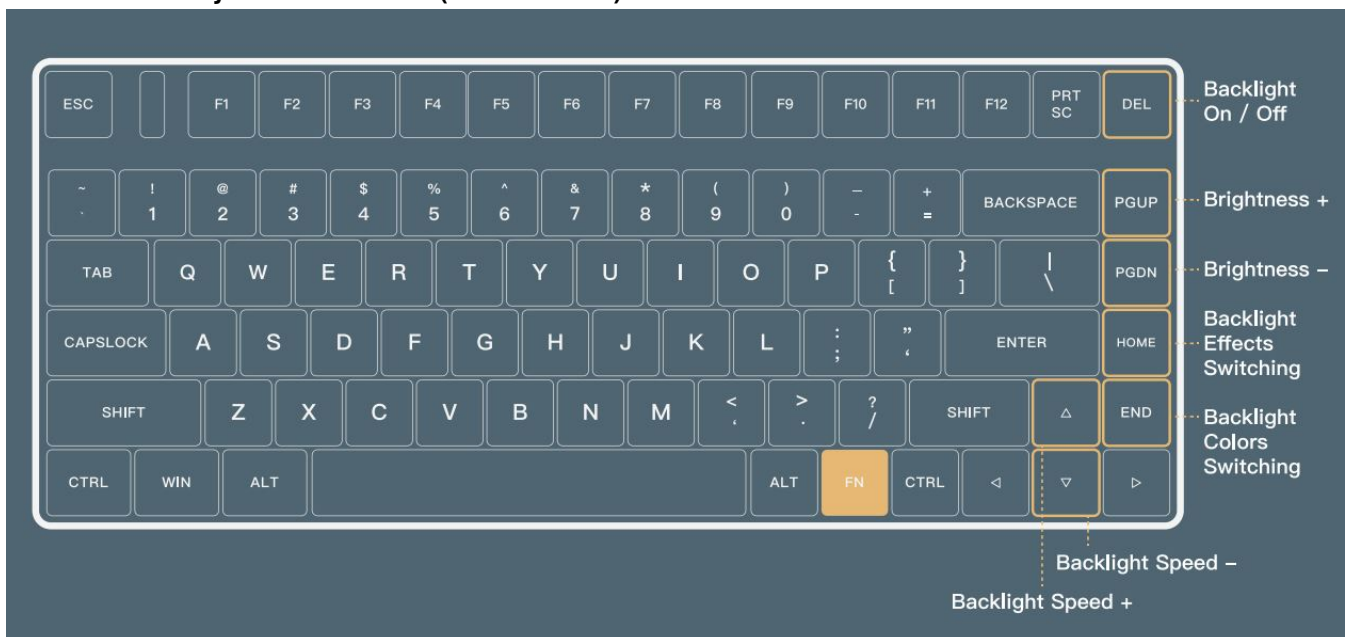 ESC F1 F2 F3 F4 F5 F6 F7 F8 F9 F10 F11 F12 PRT SC DEL
Backlight
On / Off
~ ! @ # $ % ^ & * ( ) — +
` 1 2 3 4 5 6 7 8 9 0 - = BACKSPACE PGUP
Brightness +
TAB Q W E R T Y U I O P { [ } ] | \ PGDN
Brightness –
CAPSLOCK A S D F G H J K L : ; ” ‘ ENTER HOME
Backlight
Effects
Switching
SHIFT Z X C V B N M < ‘ > . ? / SHIFT △ END
Backlight
Colors
Switching
CTRL WIN ALT ALT FN CTRL ◁ ▽ ▷
Backlight Speed –
Backlight Speed +